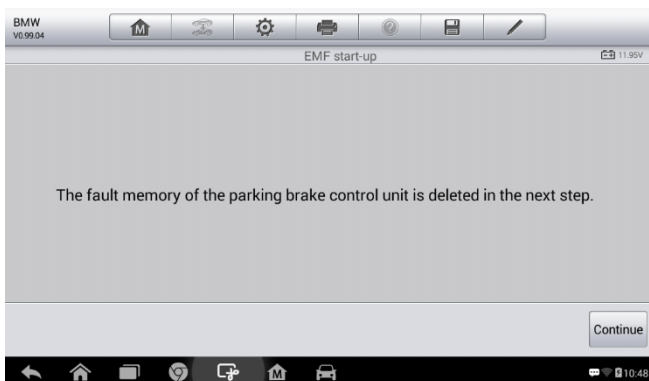 BMW
V0.99.04
M
?
EMF start-up
11.95V
The fault memory of the parking brake control unit is deleted in the next step.
Continue
M
10:48